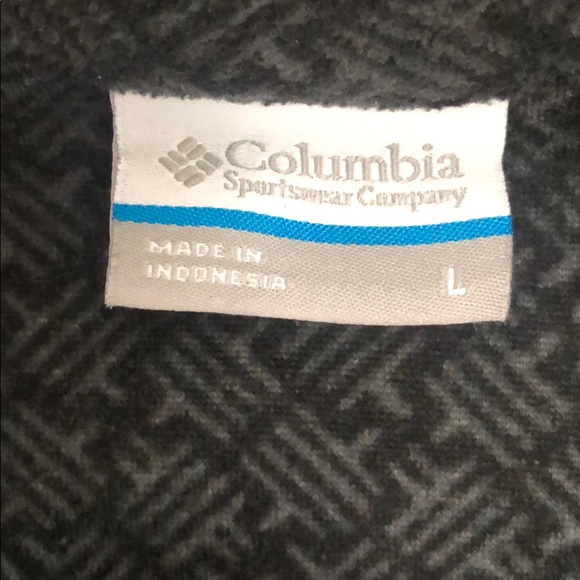 Columbia
Sportswear Company
MADE IN
INDONESIA
L